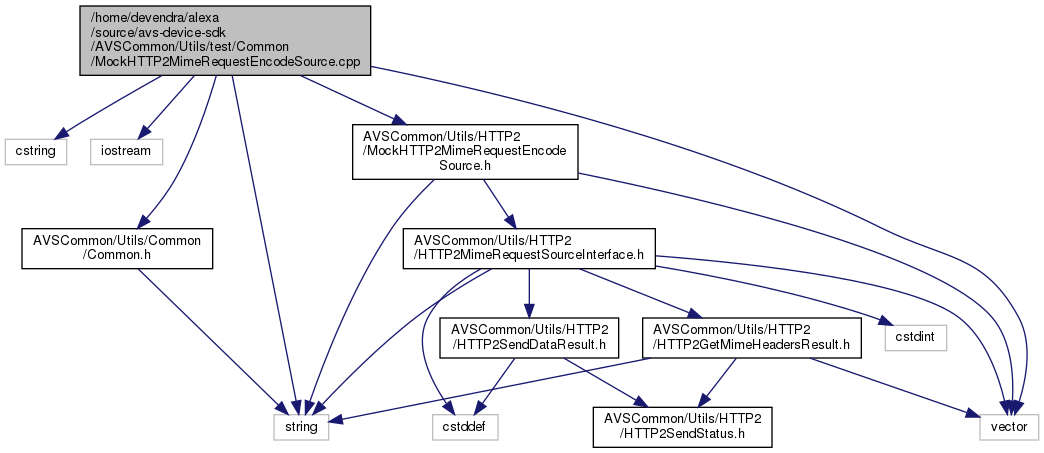 /home/devendra/alexa
/source/avs-device-sdk
/AVSCommon/Utils/test/Common
/MockHTTP2MimeRequestEncodeSource.cpp
cstring
iostream
AVSCommon/Utils/HTTP2
/MockHTTP2MimeRequestEncode
Source.h
AVSCommon/Utils/Common
/Common.h
AVSCommon/Utils/HTTP2
/HTTP2MimeRequestSourceInterface.h
AVSCommon/Utils/HTTP2
/HTTP2SendDataResult.h
AVSCommon/Utils/HTTP2
/HTTP2GetMimeHeadersResult.h
cstdint
string
cstddef
AVSCommon/Utils/HTTP2
/HTTP2SendStatus.h
vector